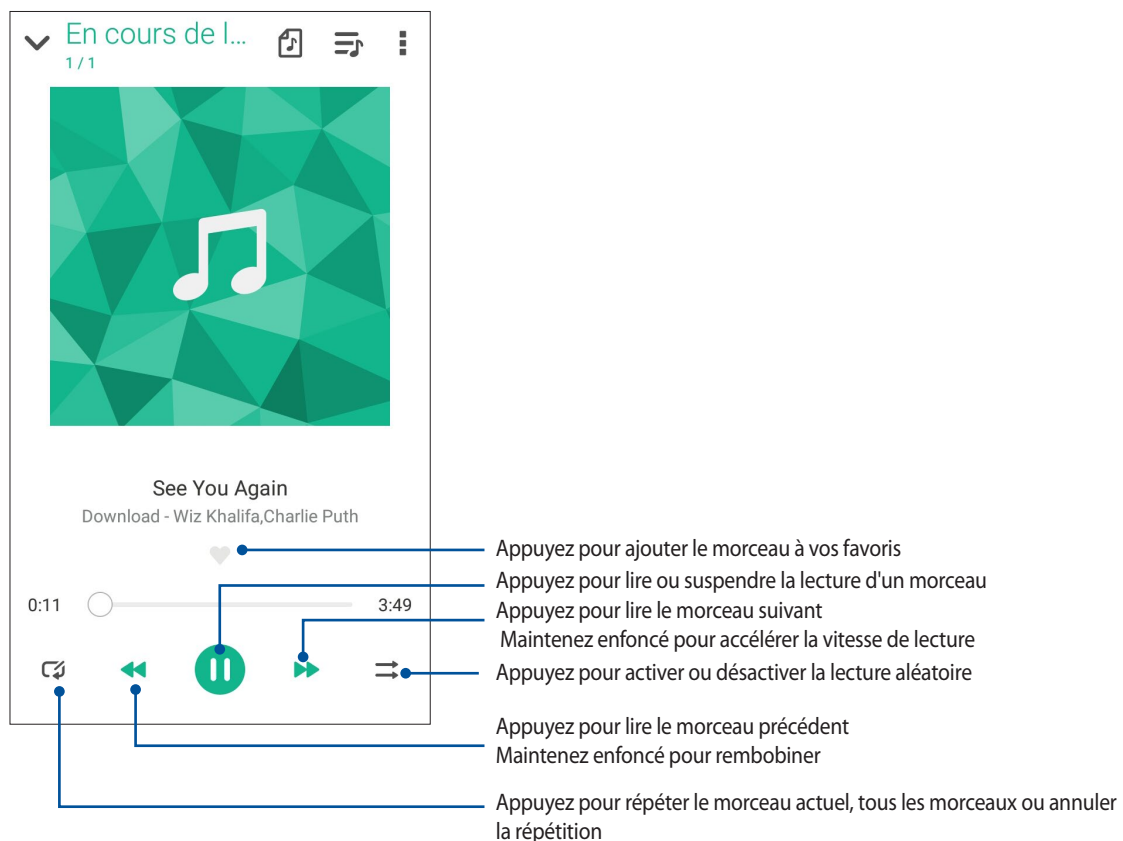 En cours de l...
1 / 1
See You Again
Download - Wiz Khalifa,Charlie Puth
Appuyez pour ajouter le morceau à vos favoris
Appuyez pour lire ou suspendre la lecture d'un morceau
0:11
3:49
Appuyez pour lire le morceau suivant
Maintenez enfoncé pour accélérer la vitesse de lecture
Appuyez pour activer ou désactiver la lecture aléatoire
Appuyez pour lire le morceau précédent
Maintenez enfoncé pour rembobiner
Appuyez pour répéter le morceau actuel, tous les morceaux ou annuler
la répétition